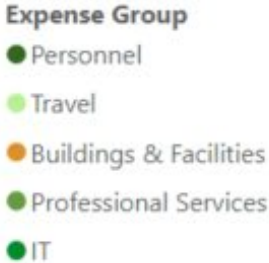 Expense Group
Personnel
Travel
Buildings & Facilities
Professional Services
IT